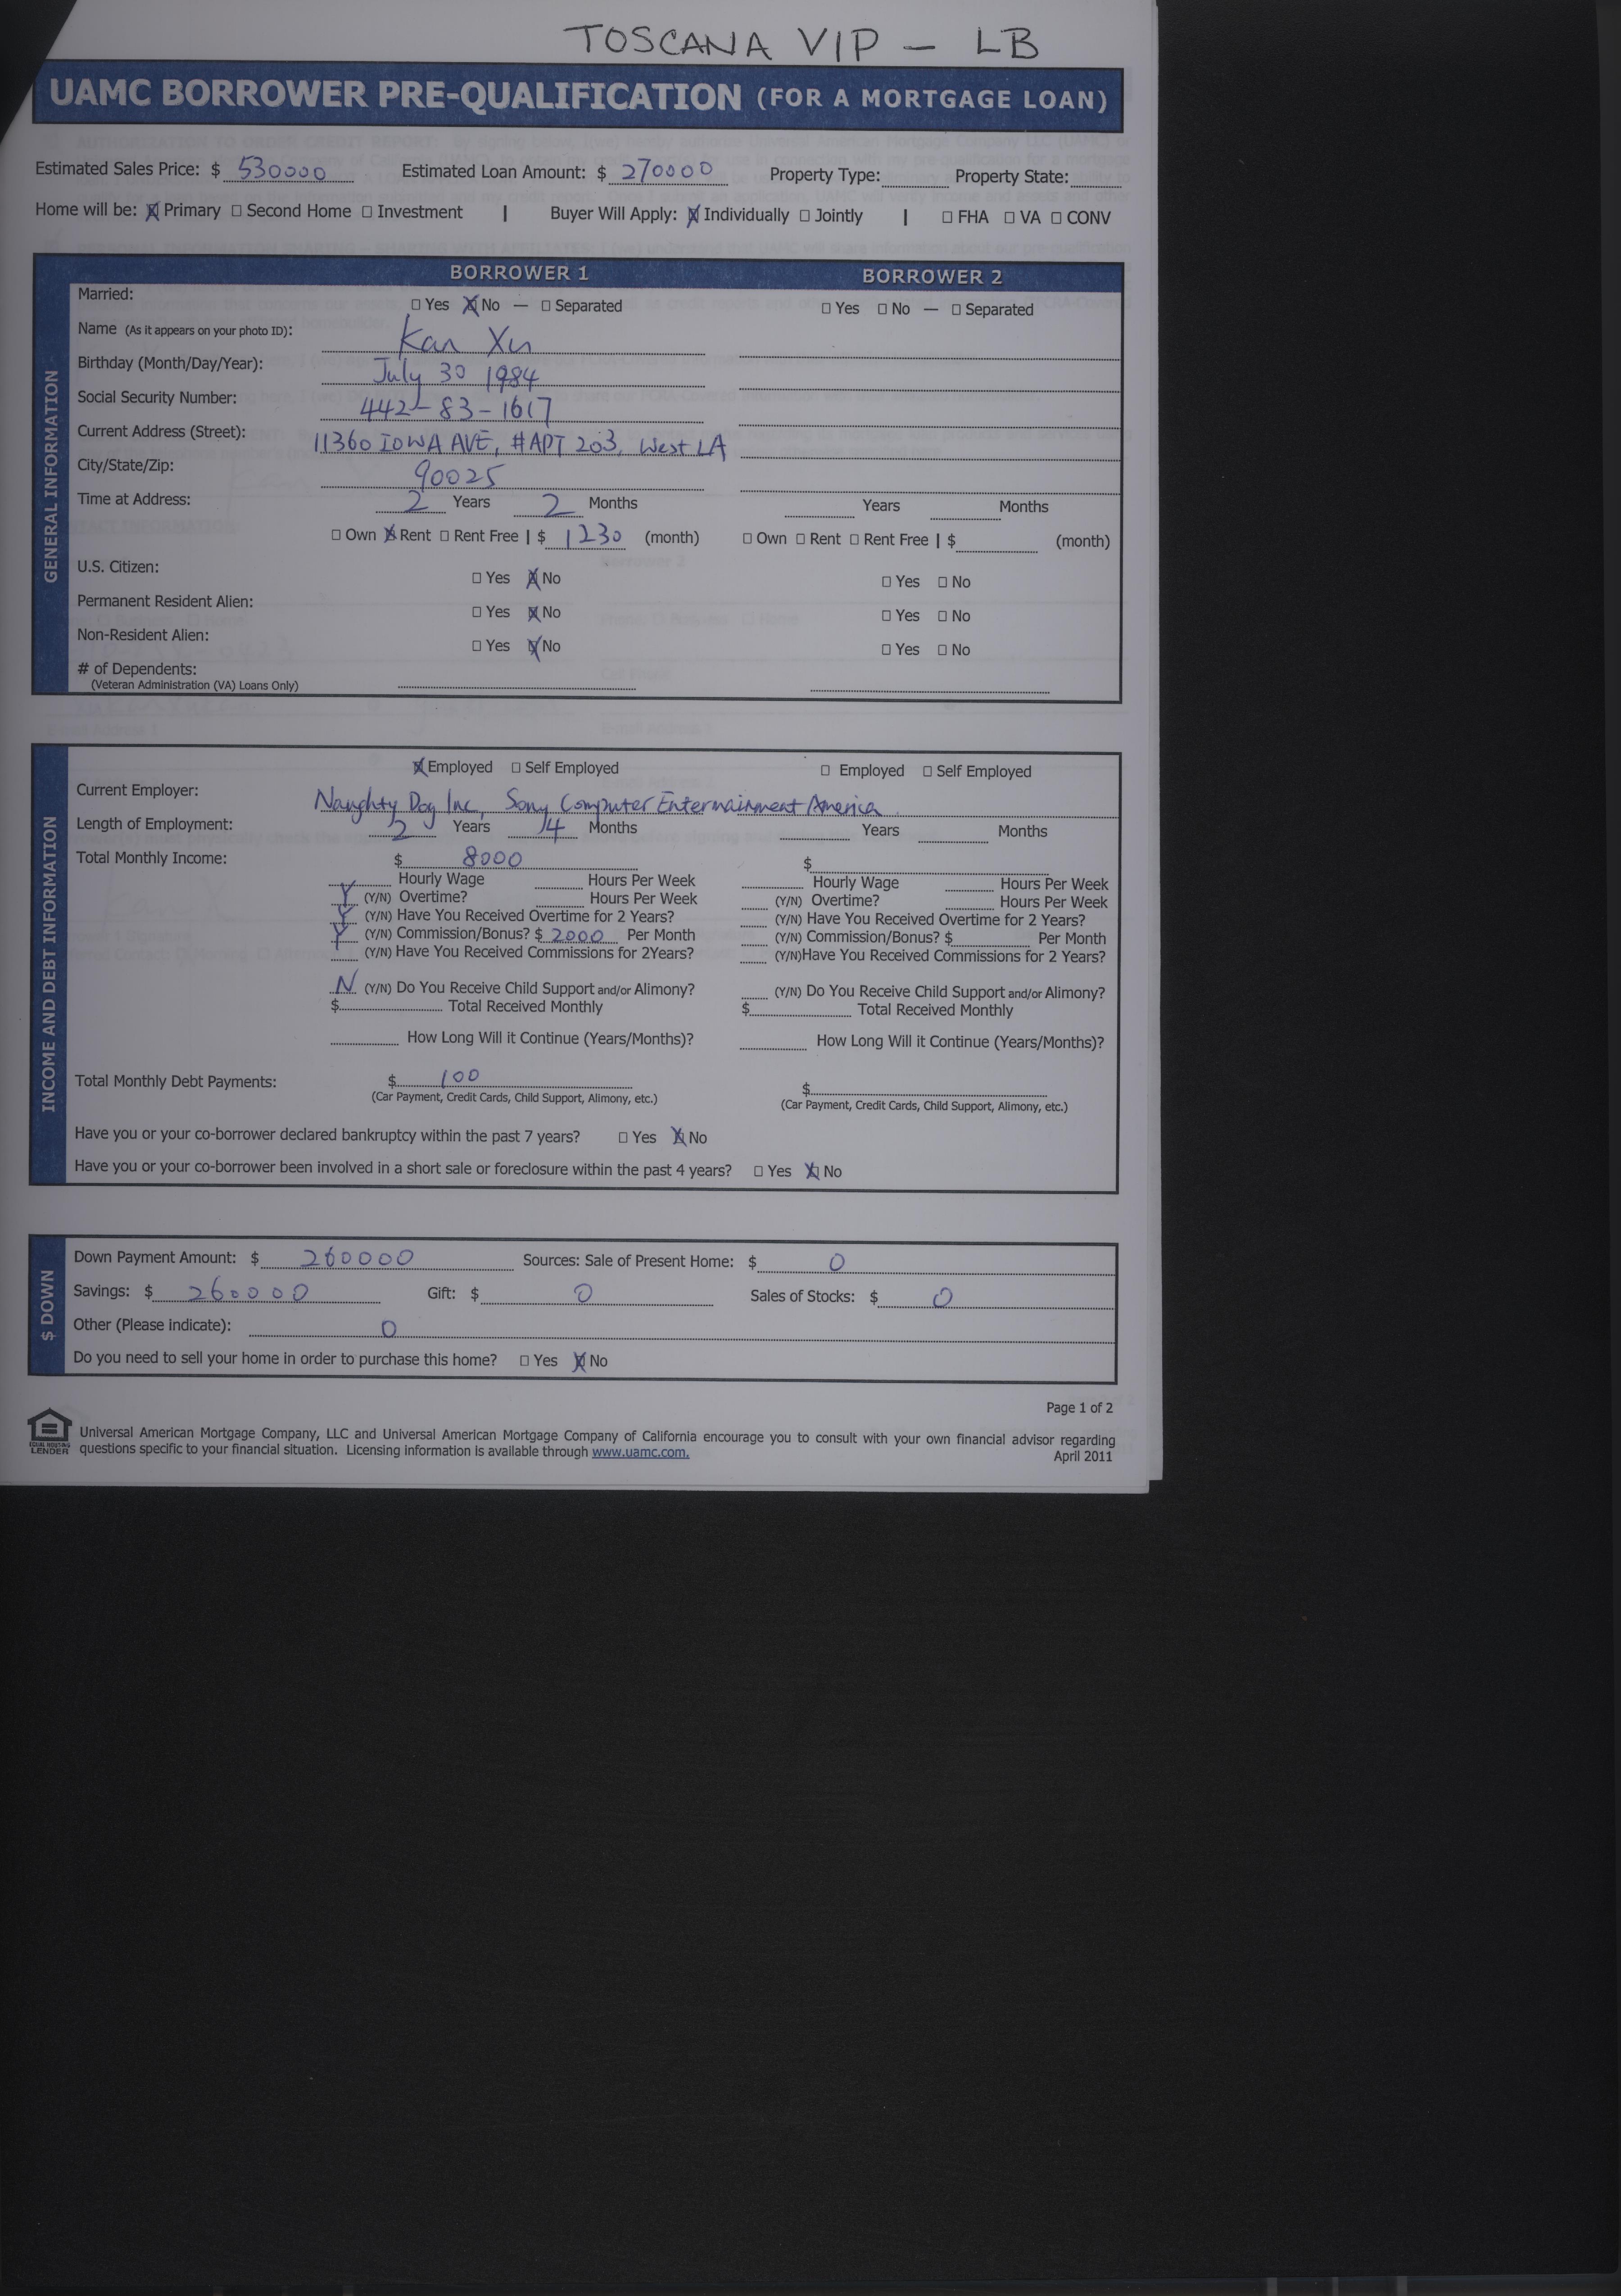 TOSCANA VIP - LB
UAMC BORROWER PRE-QUALIFICATION (FOR A MORTGAGE LOAN)
Estimated Sales Price: $ 530000 Estimated Loan Amount: $ 270000 Property Type: Property State:
Home will be: ☒ Primary ☐ Second Home ☐ Investment | Buyer Will Apply: ☒ Individually ☐ Jointly | ☐ FHA ☐ VA ☐ CONV
GENERAL INFORMATION
BORROWER 1 BORROWER 2
Married: ☐ Yes ☒ No — ☐ Separated ☐ Yes ☐ No — ☐ Separated
Name (As it appears on your photo ID): Kan Xu
Birthday (Month/Day/Year): July 30 1984
Social Security Number: 442-83-1617
Current Address (Street): 11360 IOWA AVE, #APT 203, West LA
City/State/Zip: 90025
Time at Address: 2 Years 2 Months Years Months
☐ Own ☒ Rent ☐ Rent Free | $ 1230 (month) ☐ Own ☐ Rent ☐ Rent Free | $ (month)
U.S. Citizen: ☐ Yes ☒ No ☐ Yes ☐ No
Permanent Resident Alien: ☐ Yes ☒ No ☐ Yes ☐ No
Non-Resident Alien: ☐ Yes ☒ No ☐ Yes ☐ No
# of Dependents:
(Veteran Administration (VA) Loans Only)
INCOME AND DEBT INFORMATION
☒ Employed ☐ Self Employed ☐ Employed ☐ Self Employed
Current Employer: Naughty Dog Inc, Sony Computer Entermainment America
Length of Employment: 2 Years 4 Months Years Months
Total Monthly Income: $ 8000 $
Hourly Wage Hours Per Week Hourly Wage Hours Per Week
Y (Y/N) Overtime? Hours Per Week (Y/N) Overtime? Hours Per Week
Y (Y/N) Have You Received Overtime for 2 Years? (Y/N) Have You Received Overtime for 2 Years?
Y (Y/N) Commission/Bonus? $ 2000 Per Month (Y/N) Commission/Bonus? $ Per Month
(Y/N) Have You Received Commissions for 2Years? (Y/N)Have You Received Commissions for 2 Years?
N (Y/N) Do You Receive Child Support and/or Alimony? (Y/N) Do You Receive Child Support and/or Alimony?
$ Total Received Monthly $ Total Received Monthly
How Long Will it Continue (Years/Months)? How Long Will it Continue (Years/Months)?
Total Monthly Debt Payments: $ 100 $
(Car Payment, Credit Cards, Child Support, Alimony, etc.) (Car Payment, Credit Cards, Child Support, Alimony, etc.)
Have you or your co-borrower declared bankruptcy within the past 7 years? ☐ Yes ☒ No
Have you or your co-borrower been involved in a short sale or foreclosure within the past 4 years? ☐ Yes ☒ No
$ DOWN
Down Payment Amount: $ 260000 Sources: Sale of Present Home: $ 0
Savings: $ 260000 Gift: $ 0 Sales of Stocks: $ 0
Other (Please indicate): 0
Do you need to sell your home in order to purchase this home? ☐ Yes ☒ No
Page 1 of 2
EQUAL HOUSING
LENDER
Universal American Mortgage Company, LLC and Universal American Mortgage Company of California encourage you to consult with your own financial advisor regarding
questions specific to your financial situation. Licensing information is available through www.uamc.com.
April 2011